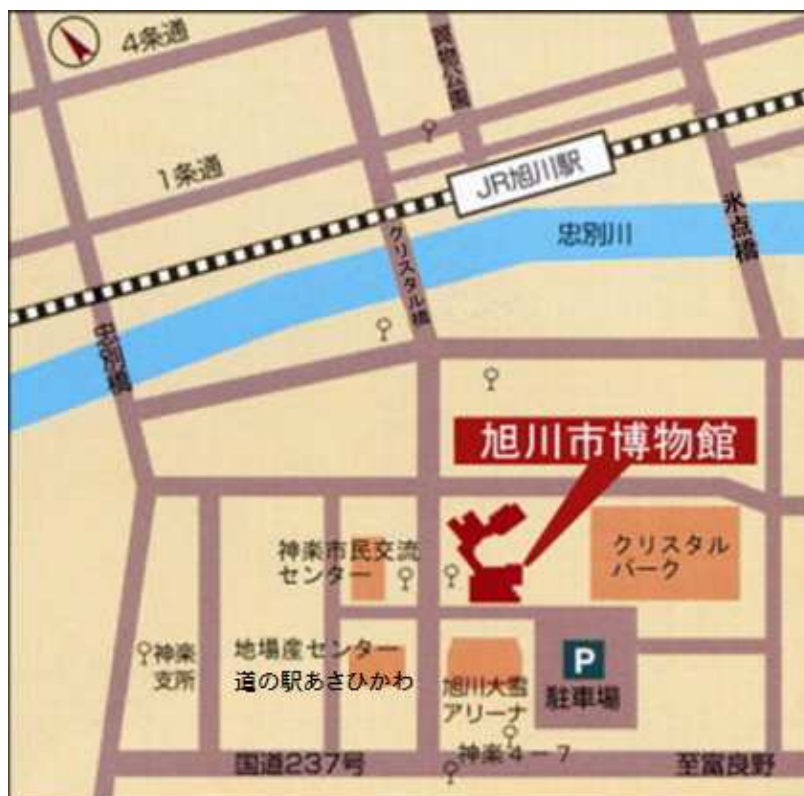 4条通
買物公園
1条通
JR旭川駅
忠別川
氷点橋
クリスタル橋
忠別橋
旭川市博物館
神楽市民交流
センター
クリスタル
パーク
神楽
支所
地場産センター
道の駅あさひかわ
旭川大雪
アリーナ
P
駐車場
神楽4-7
国道237号
至富良野